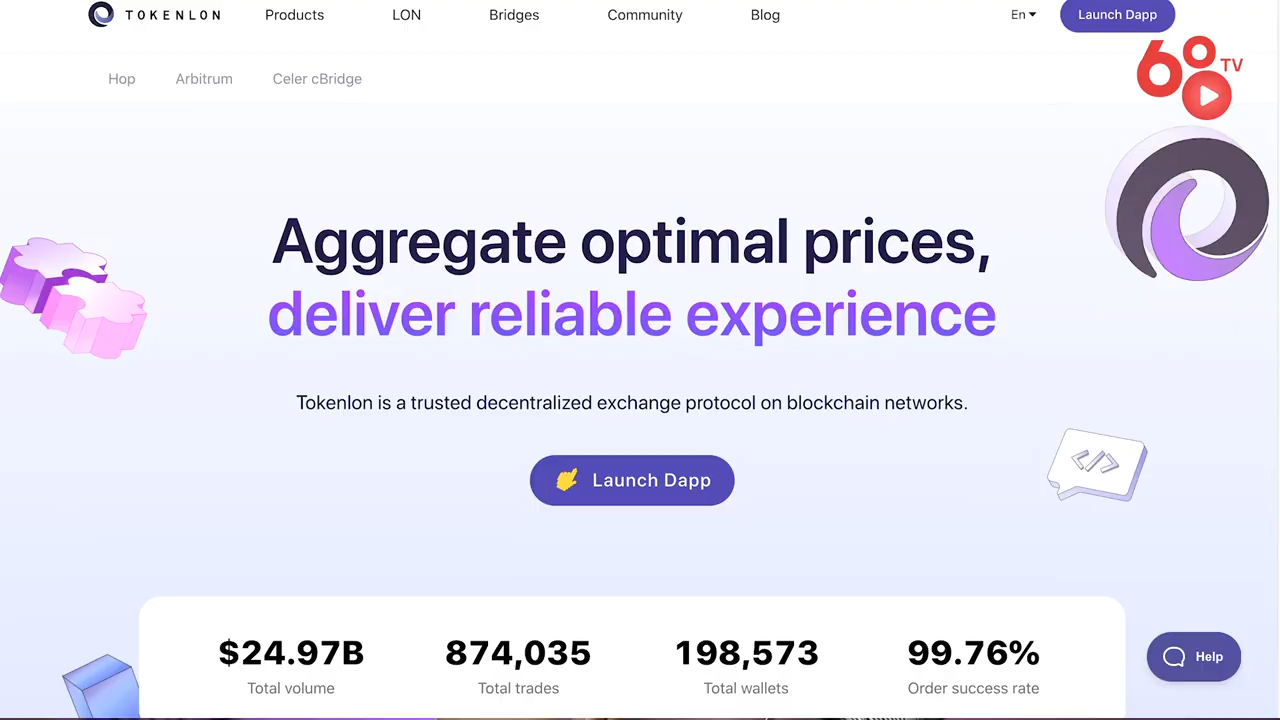 TOKENLON Products LON Bridges Community Blog En Launch Dapp
60 TV
Hop Arbitrum Celer cBridge
Aggregate optimal prices,
deliver reliable experience
Tokenlon is a trusted decentralized exchange protocol on blockchain networks.
</>
Launch Dapp
$24.97B 874,035 198,573 99.76%
Total volume Total trades Total wallets Order success rate
Help